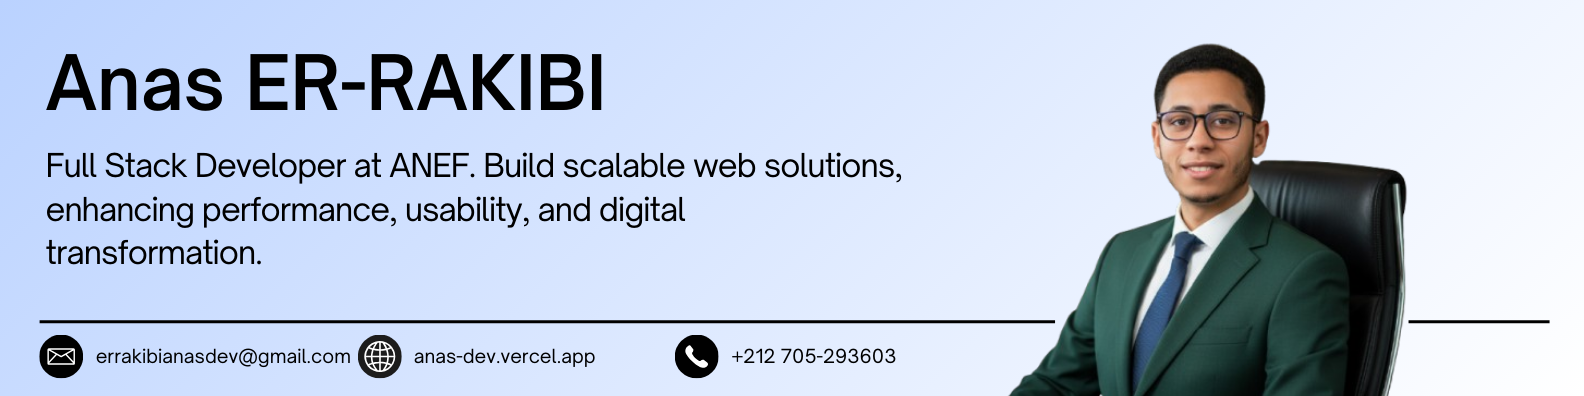 Anas ER-RAKIBI
Full Stack Developer at ANEF. Build scalable web solutions,
enhancing performance, usability, and digital
transformation.
errakibianasdev@gmail.com anas-dev.vercel.app +212 705-293603